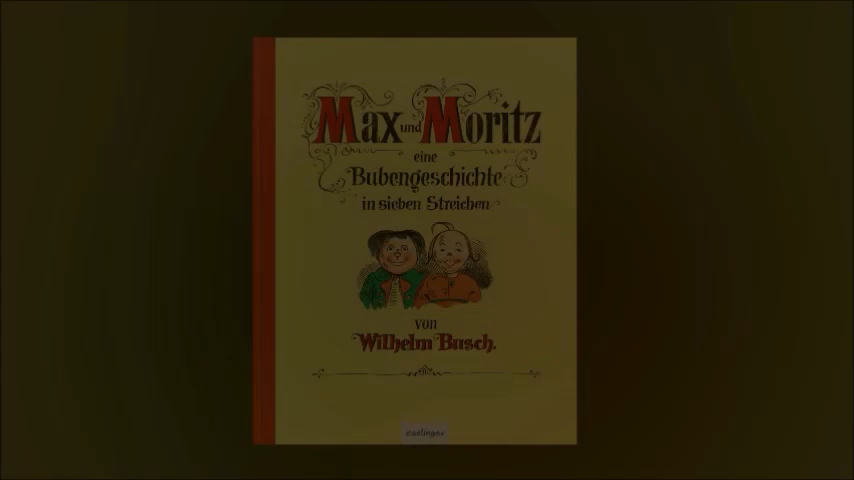 Max und Moritz
eine
Bubengeschichte
in sieben Streichen
von
Wilhelm Busch.
esslinger